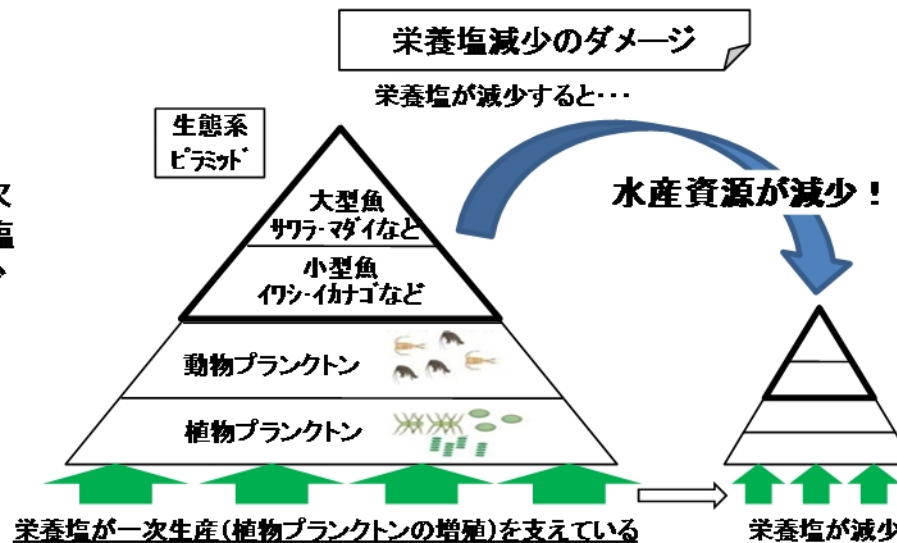 栄養塩減少のダメージ
栄養塩が減少すると･･･
生態系
ﾋﾟﾗﾐｯﾄﾞ
水産資源が減少！
次
塩
大型魚
ｻﾜﾗ･ﾏﾀﾞｲなど
小型魚
ｲﾜｼ･ｲｶﾅｺﾞなど
動物プランクトン
植物プランクトン
栄養塩が一次生産(植物プランクトンの増殖)を支えている
栄養塩が減少